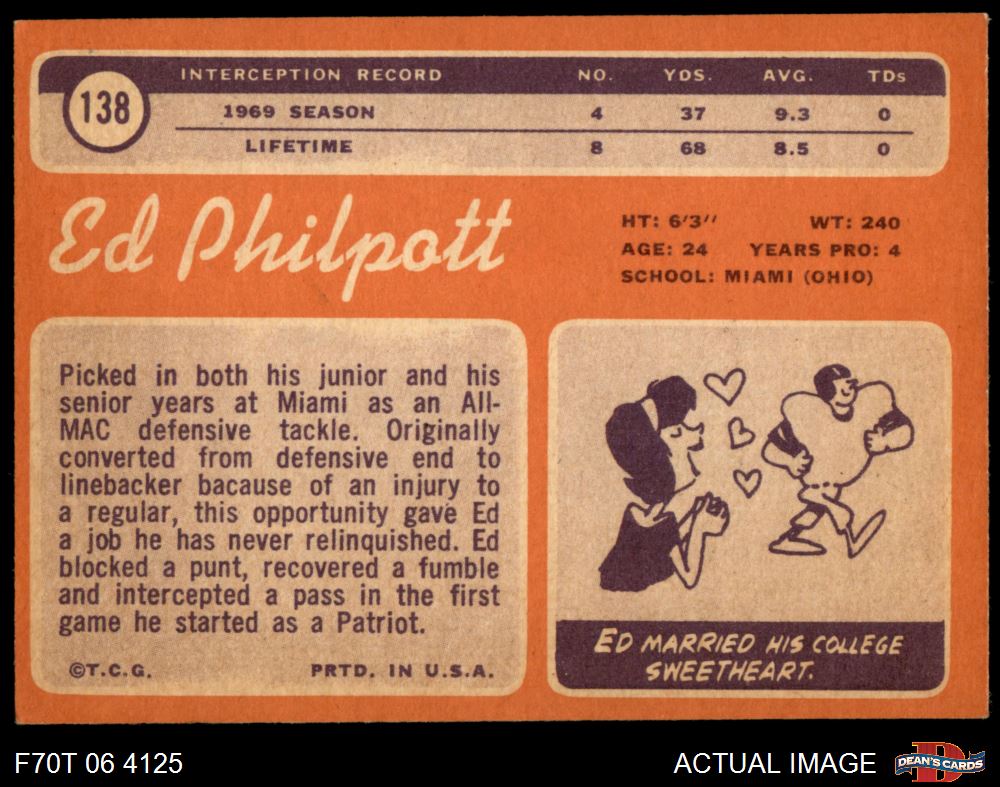 138
INTERCEPTION RECORD NO. YDS. AVG. TDs
1969 SEASON 4 37 9.3 0
LIFETIME 8 68 8.5 0
Ed Philpott
HT: 6'3'' WT: 240
AGE: 24 YEARS PRO: 4
SCHOOL: MIAMI (OHIO)
Picked in both his junior and his
senior years at Miami as an All-
MAC defensive tackle. Originally
converted from defensive end to
linebacker bacause of an injury to
a regular, this opportunity gave Ed
a job he has never relinquished. Ed
blocked a punt, recovered a fumble
and intercepted a pass in the first
game he started as a Patriot.
©T.C.G. PRTD. IN U.S.A.
ED MARRIED HIS COLLEGE
SWEETHEART.
F70T 06 4125
ACTUAL IMAGE
D
DEAN'S CARDS